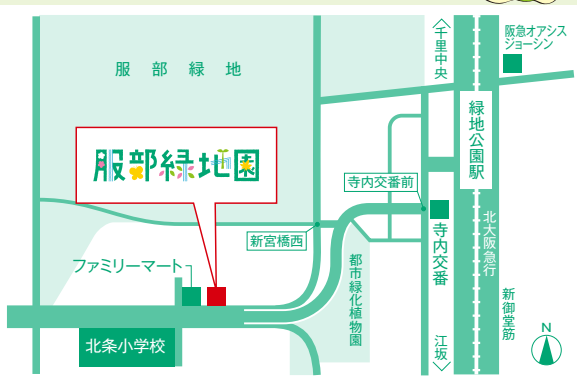 阪急オアシス
ジョーシン
千里中央
服部緑地
緑地公園駅
服部緑地園
寺内交番前
寺内交番
北大阪急行
新宮橋西
都市緑化植物園
ファミリーマート
新御堂筋
江坂
北条小学校
N